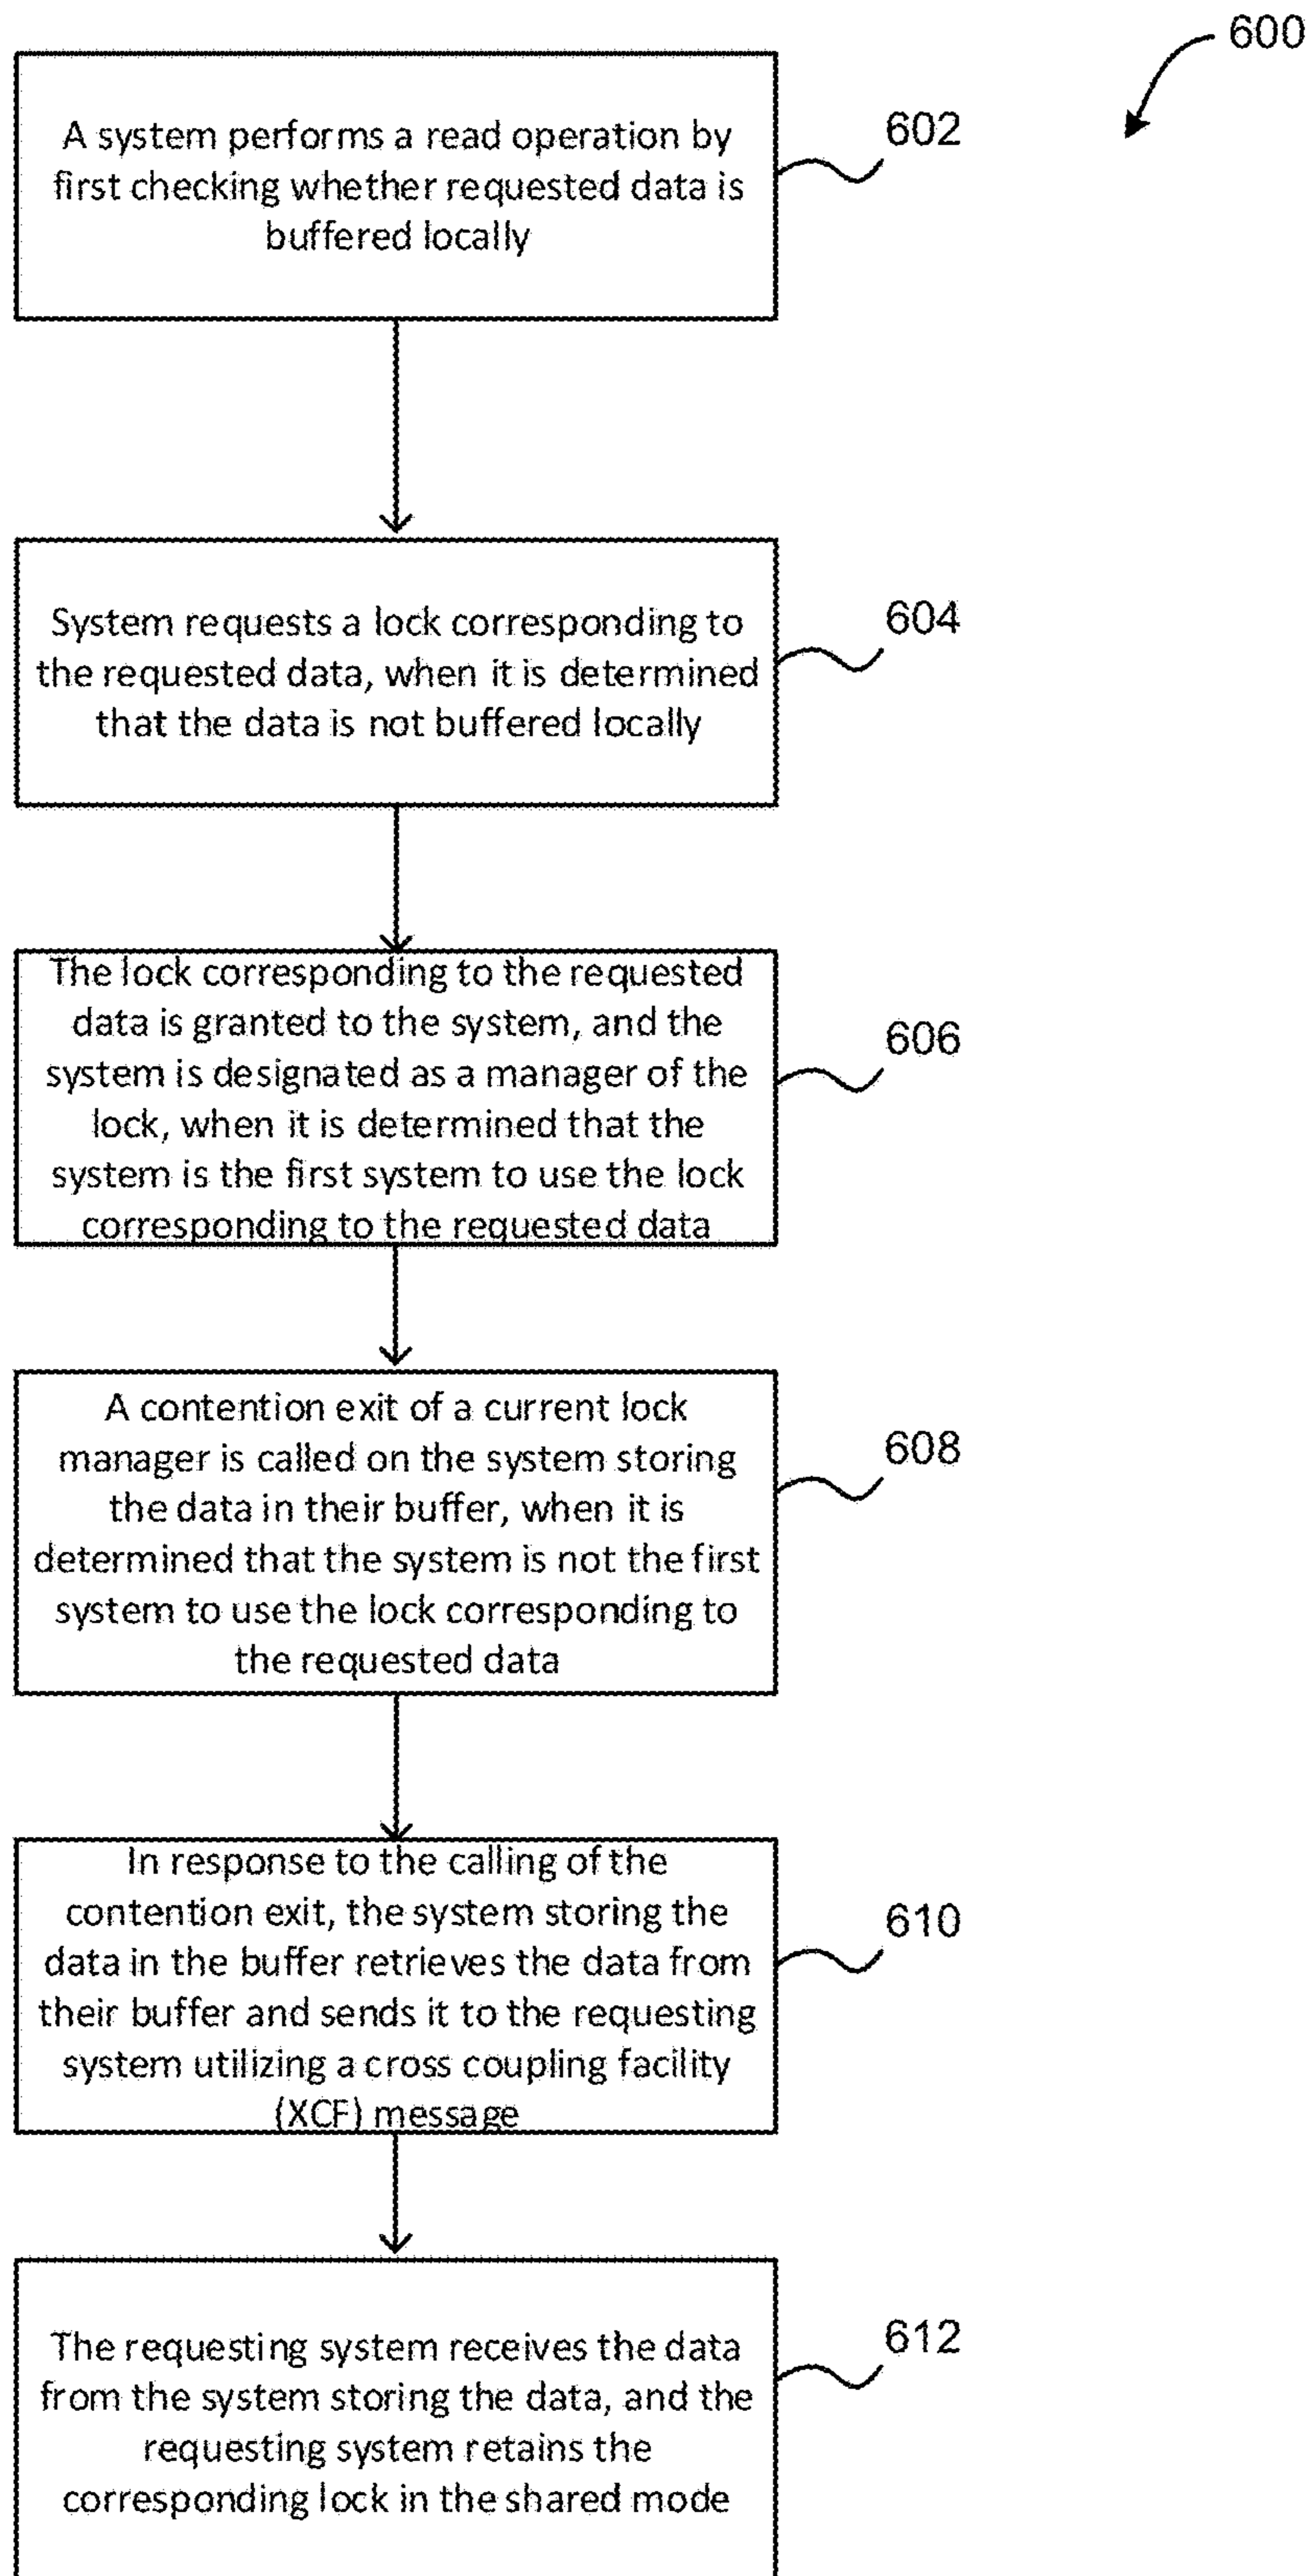 600
A system performs a read operation by
first checking whether requested data is
buffered locally
602
System requests a lock corresponding to
the requested data, when it is determined
that the data is not buffered locally
604
The lock corresponding to the requested
data is granted to the system, and the
system is designated as a manager of the
lock, when it is determined that the
system is the first system to use the lock
corresponding to the requested data
606
A contention exit of a current lock
manager is called on the system storing
the data in their buffer, when it is
determined that the system is not the first
system to use the lock corresponding to
the requested data
608
In response to the calling of the
contention exit, the system storing the
data in the buffer retrieves the data from
their buffer and sends it to the requesting
system utilizing a cross coupling facility
(XCF) message
610
The requesting system receives the data
from the system storing the data, and the
requesting system retains the
corresponding lock in the shared mode
612